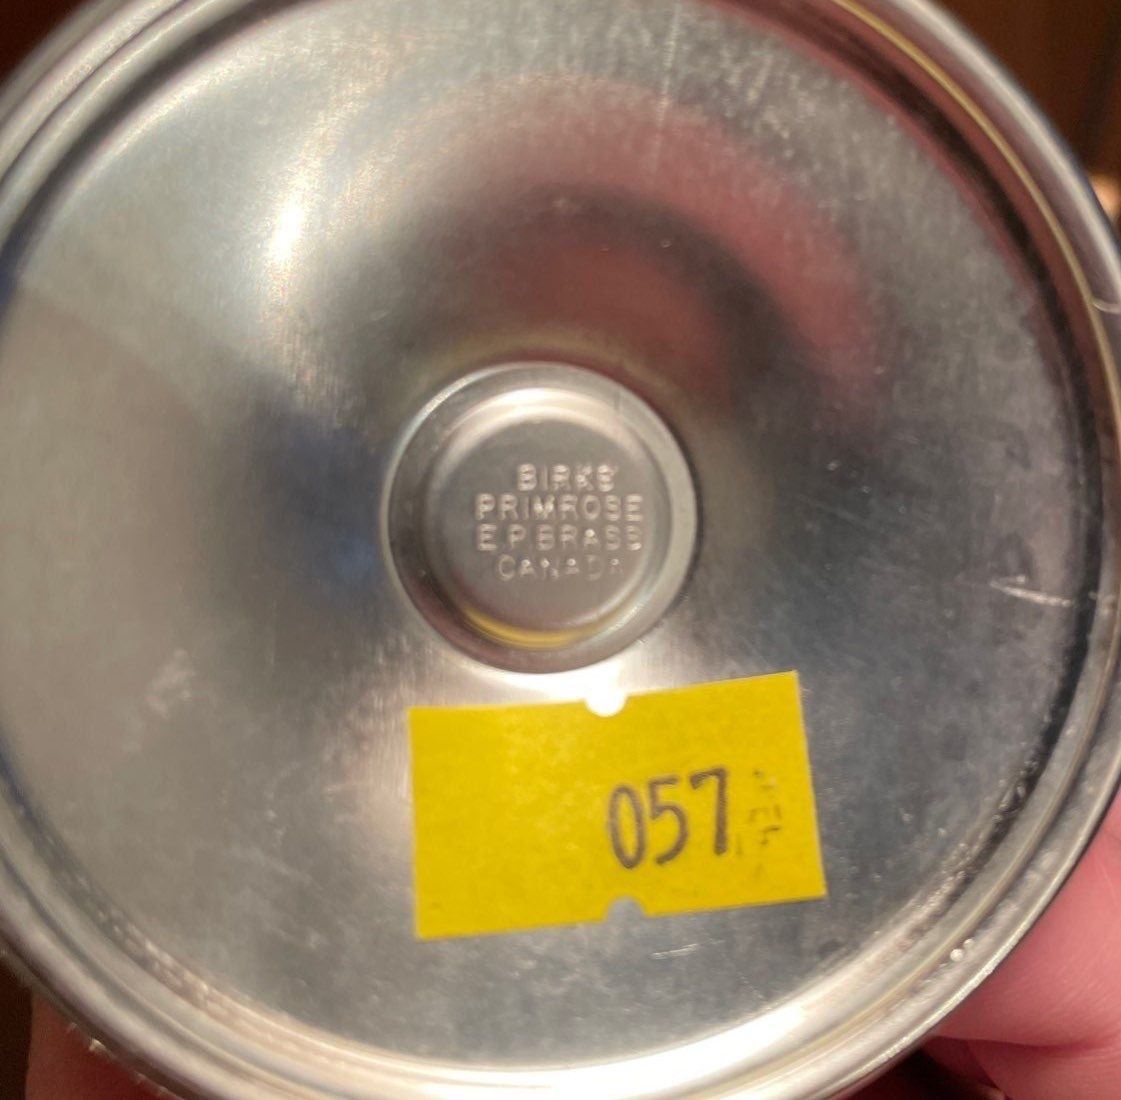 BIRKS
PRIMROSE
E.P.BRASS
CANADA
057